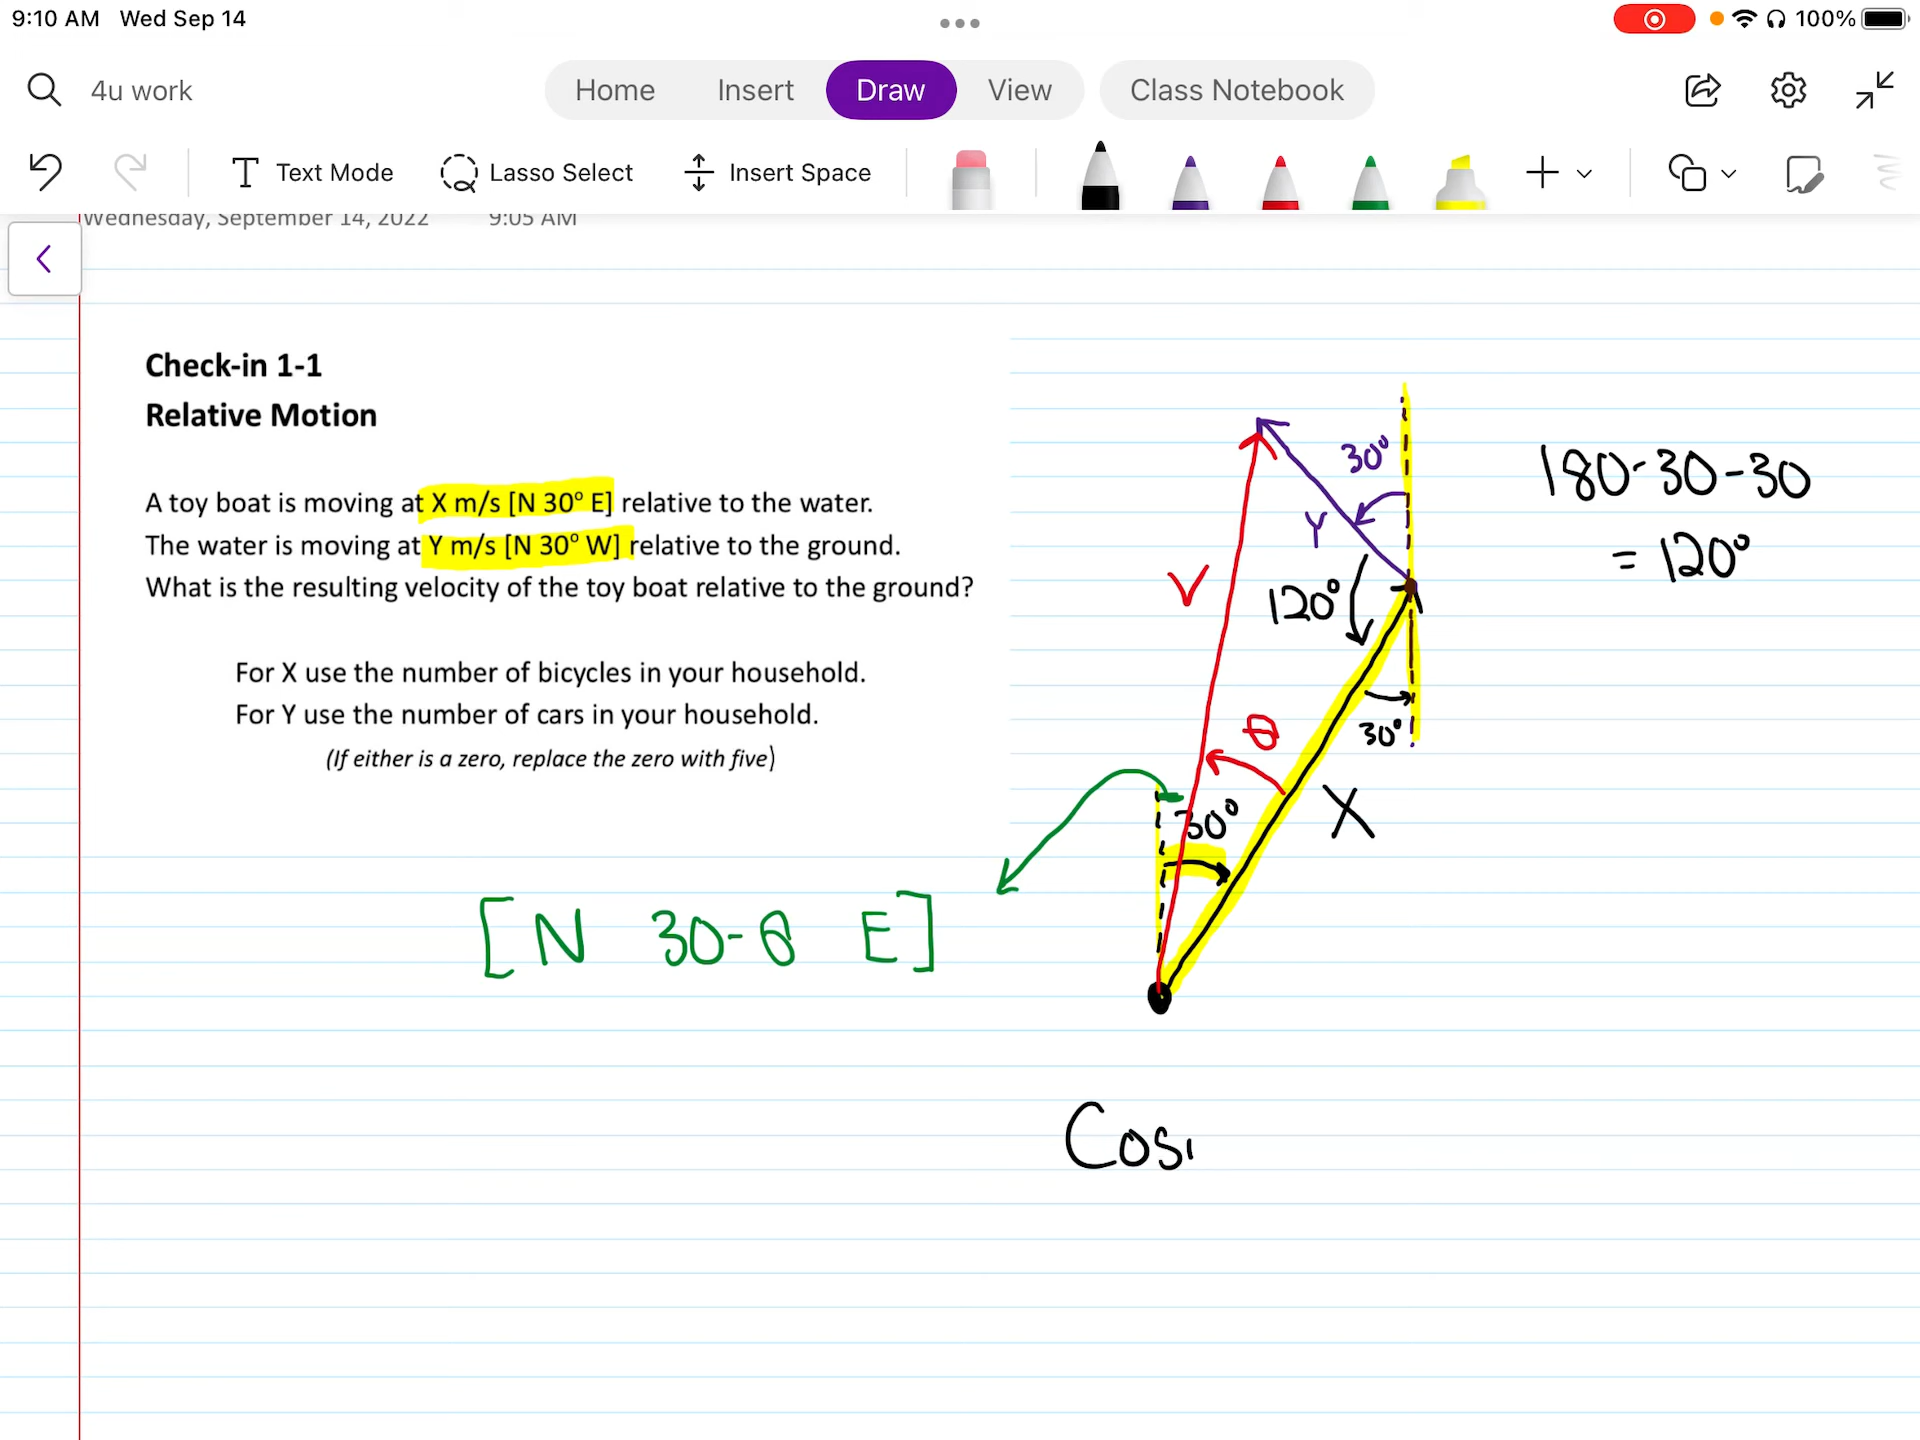 9:10 AM Wed Sep 14
100%
4u work
Home Insert Draw View Class Notebook
T Text Mode Lasso Select Insert Space
Wednesday, September 14, 2022 9:05 AM
Check-in 1-1
Relative Motion
A toy boat is moving at X m/s [N 30° E] relative to the water.
The water is moving at Y m/s [N 30° W] relative to the ground.
What is the resulting velocity of the toy boat relative to the ground?
For X use the number of bicycles in your household.
For Y use the number of cars in your household.
(If either is a zero, replace the zero with five)
30°
Y
V
120°
θ
30°
30°
X
180-30-30
= 120°
[N 30-θ E]
Cosi